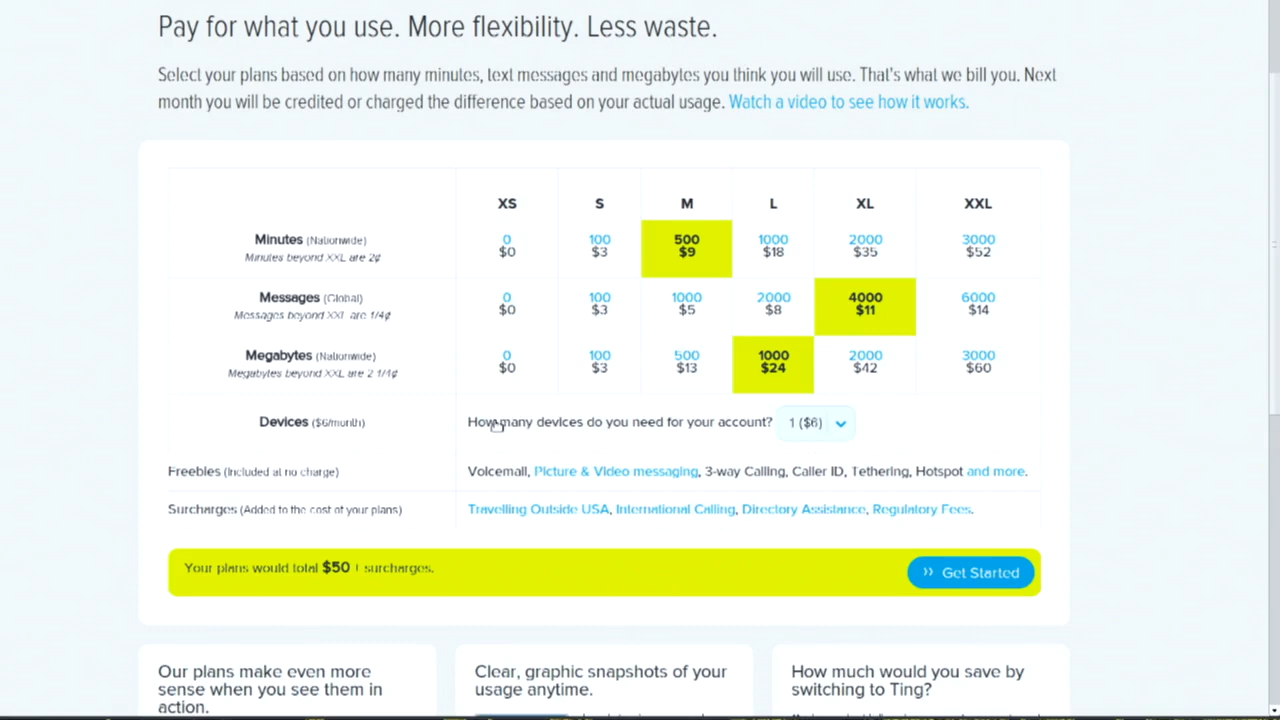 Pay for what you use. More flexibility. Less waste.
Select your plans based on how many minutes, text messages and megabytes you think you will use. That's what we bill you. Next
month you will be credited or charged the difference based on your actual usage. Watch a video to see how it works.
XS S M L XL XXL
Minutes (Nationwide) 0 100 500 1000 2000 3000
Minutes beyond XXL are 2¢ $0 $3 $9 $18 $35 $52
Messages (Global) 0 100 1000 2000 4000 6000
Messages beyond XXL are 1/4¢ $0 $3 $5 $8 $11 $14
Megabytes (Nationwide) 0 100 500 1000 2000 3000
Megabytes beyond XXL are 2 1/4¢ $0 $3 $13 $24 $42 $60
Devices ($6/month) How many devices do you need for your account? 1 ($6)
Freebies (Included at no charge) Voicemail, Picture & Video messaging, 3-way Calling, Caller ID, Tethering, Hotspot and more.
Surcharges (Added to the cost of your plans) Travelling Outside USA, International Calling, Directory Assistance, Regulatory Fees.
Your plans would total $50 + surcharges. » Get Started
Our plans make even more
sense when you see them in
action.
Clear, graphic snapshots of your
usage anytime.
How much would you save by
switching to Ting?